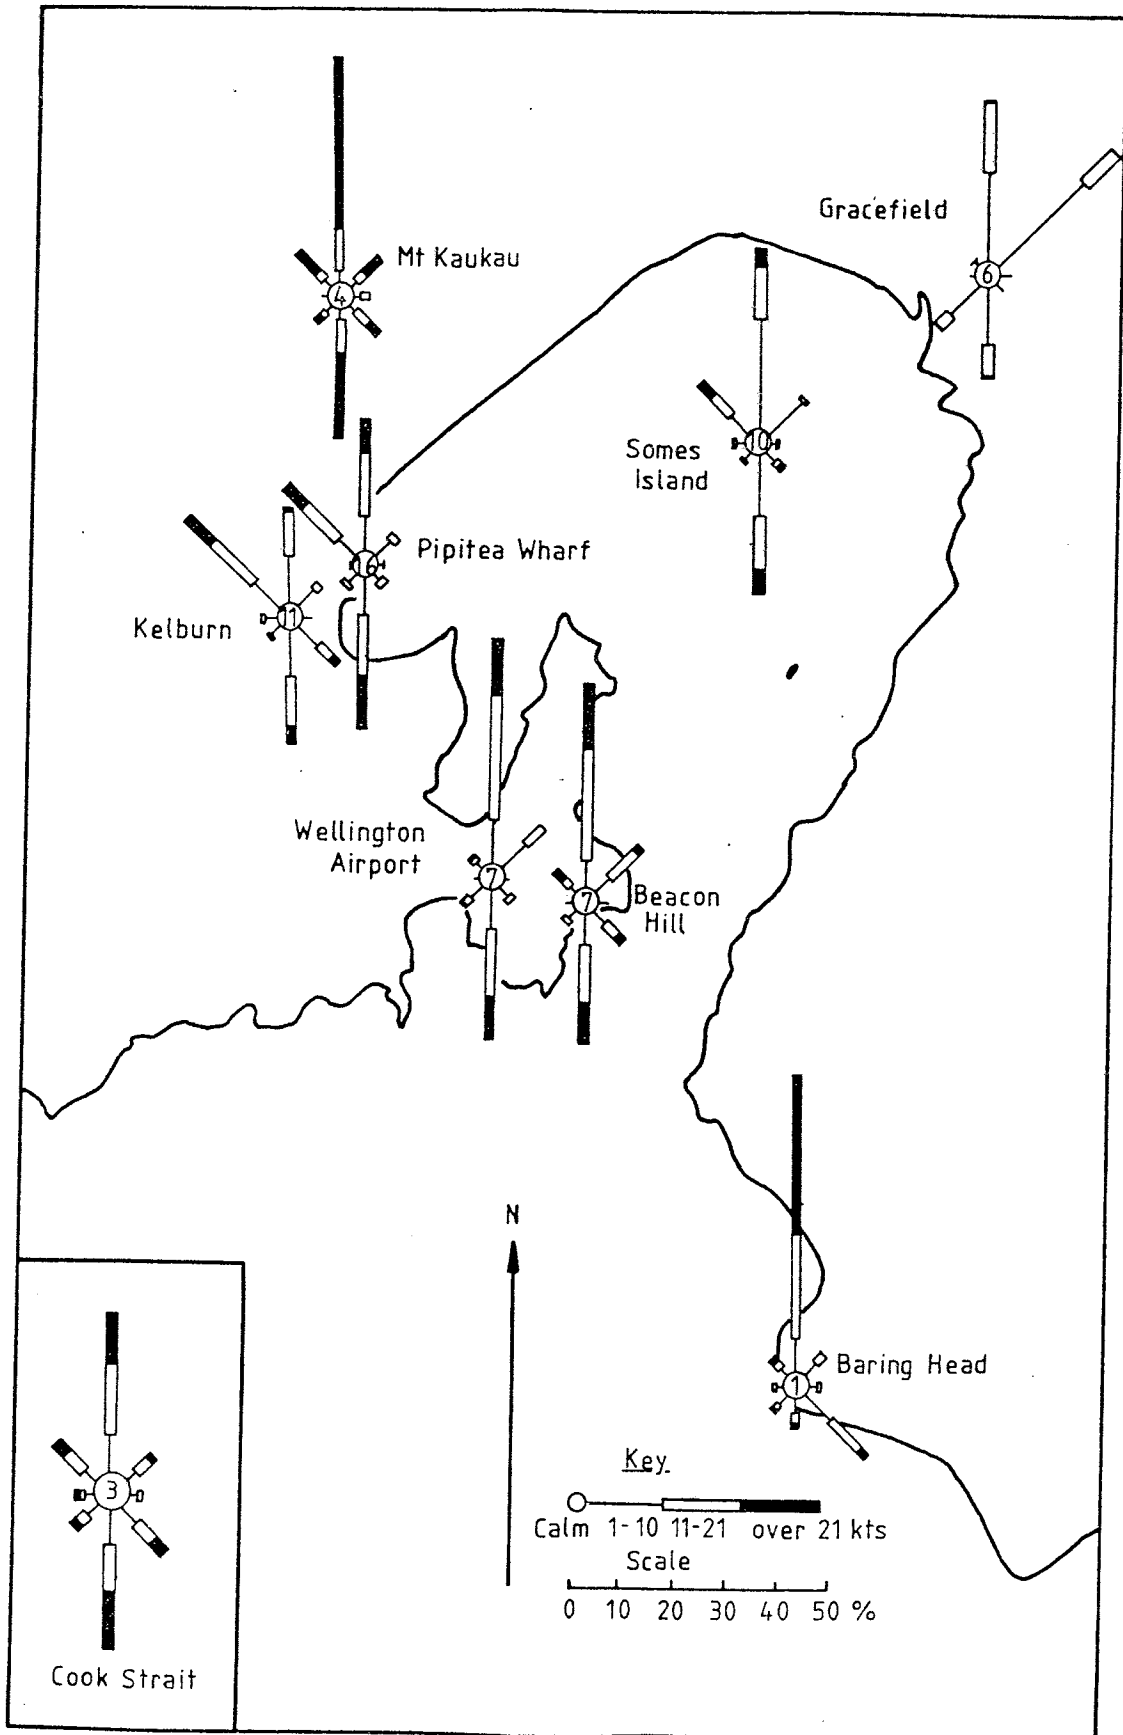 Gracefield
6
Mt Kaukau
4
10
Somes
Island
16
Pipitea Wharf
11
Kelburn
Wellington
Airport
7
7
Beacon
Hill
N
1
Baring Head
3
Cook Strait
Key
Calm 1-10 11-21 over 21 kts
Scale
0 10 20 30 40 50 %